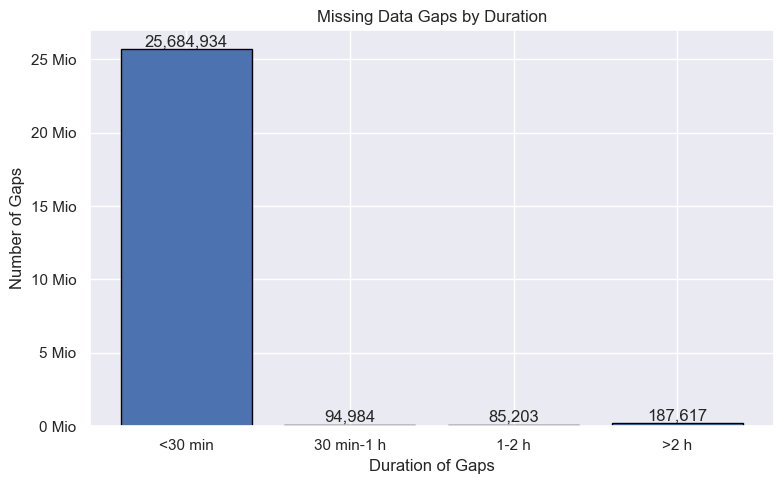 Missing Data Gaps by Duration
25,684,934
25 Mio
20 Mio
15 Mio
10 Mio
5 Mio
0 Mio
Number of Gaps
94,984
85,203
187,617
<30 min
30 min-1 h
1-2 h
>2 h
Duration of Gaps